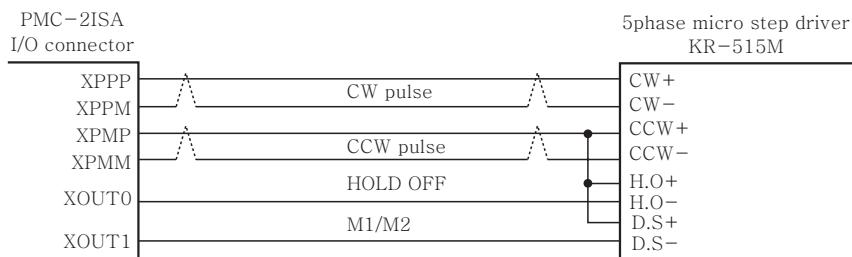 PMC-2ISA
I/O connector
5phase micro step driver
KR-515M
XPPP
CW pulse
CW+
XPPM
CW-
XPMP
CCW pulse
CCW+
XPMM
CCW-
HOLD OFF
H.O+
XOUT0
H.O-
M1/M2
D.S+
XOUT1
D.S-